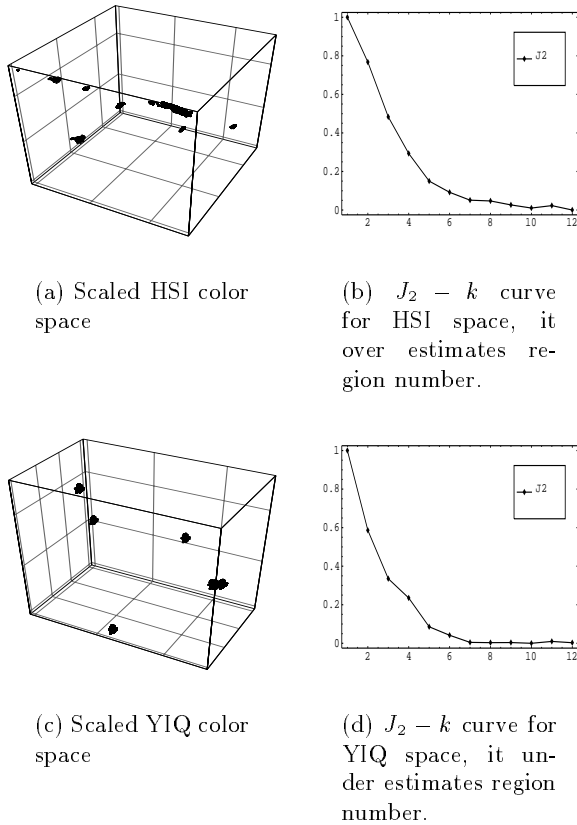 1
0.8
0.6
0.4
0.2
0
2 4 6 8 10 12
J2
(a) Scaled HSI color
space
(b) J₂ − k curve
for HSI space, it
over estimates re-
gion number.
1
0.8
0.6
0.4
0.2
0
2 4 6 8 10 12
J2
(c) Scaled YIQ color
space
(d) J₂ − k curve for
YIQ space, it un-
der estimates region
number.